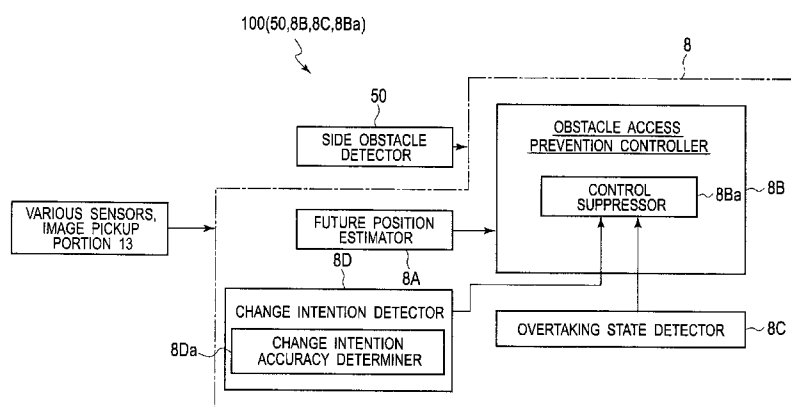 100(50,8B,8C,8Ba)
8
50
SIDE OBSTACLE
DETECTOR
OBSTACLE ACCESS
PREVENTION CONTROLLER
CONTROL
SUPPRESSOR
8Ba
8B
VARIOUS SENSORS,
IMAGE PICKUP
PORTION 13
FUTURE POSITION
ESTIMATOR
8D
8A
CHANGE INTENTION DETECTOR
8Da
CHANGE INTENTION
ACCURACY DETERMINER
OVERTAKING STATE DETECTOR
8C